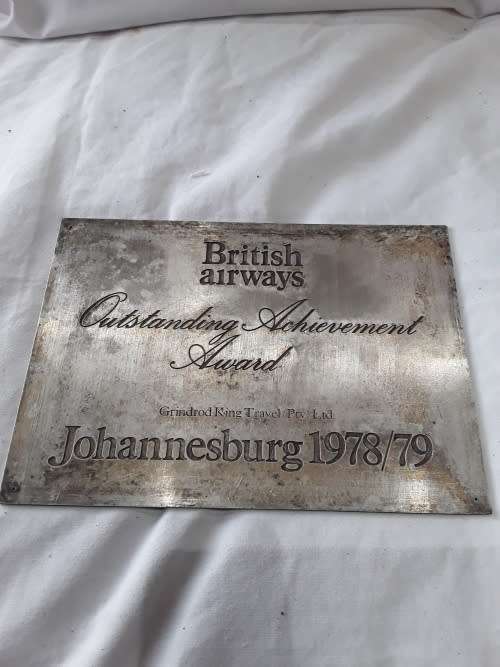 British
airways
Outstanding Achievement
Award
Grindrod King Travel (Pty) Ltd.
Johannesburg 1978/79